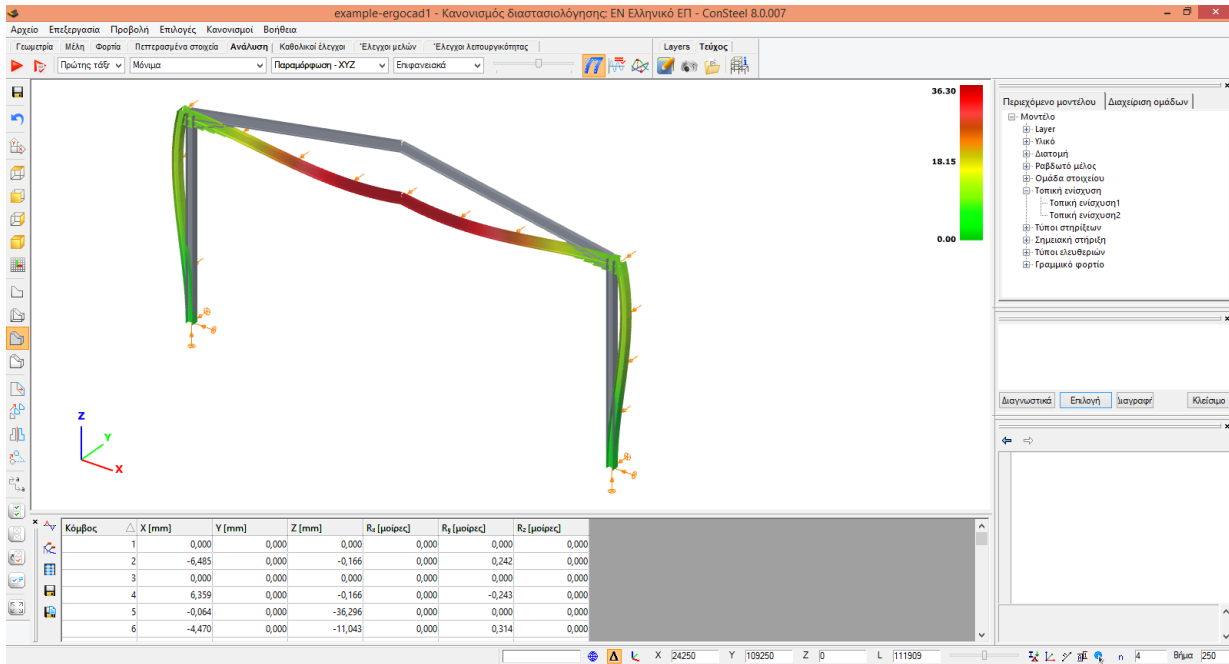 example-ergocad1 - Κανονισμός διαστασιολόγησης: EN Ελληνικό ΕΠ - ConSteel 8.0.007
Αρχείο Επεξεργασία Προβολή Επιλογές Κανονισμοί Βοήθεια
Γεωμετρία Μέλη Φορτία Πεπερασμένα στοιχεία Ανάλυση Καθολικοί έλεγχοι Έλεγχοι μελών Έλεγχοι λειτουργικότητας Layers Τεύχος
Πρώτης τάξ Μόνιμα Παραμόρφωση - XYZ Επιφανειακά
36.30
18.15
0.00
Z
Y
X
Περιεχόμενο μοντέλου Διαχείριση ομάδων
Μοντέλο
Layer
Υλικό
Διατομή
Ραβδωτό μέλος
Ομάδα στοιχείου
Τοπική ενίσχυση
Τοπική ενίσχυση1
Τοπική ενίσχυση2
Τύποι στηρίξεων
Σημειακή στήριξη
Τύποι ελευθεριών
Γραμμικό φορτίο
Διαγνωστικά Επιλογή Διαγραφή Κλείσιμο
Κόμβος X [mm] Y [mm] Z [mm] Rx [μοίρες] Ry [μοίρες] Rz [μοίρες]
1 0,000 0,000 0,000 0,000 0,000 0,000
2 -6,485 0,000 -0,166 0,000 0,242 0,000
3 0,000 0,000 0,000 0,000 0,000 0,000
4 6,359 0,000 -0,166 0,000 -0,243 0,000
5 -0,064 0,000 -36,296 0,000 0,000 0,000
6 -4,470 0,000 -11,043 0,000 0,314 0,000
Δ X 24250 Y 109250 Z 0 L 111909 n 4 Βήμα 250